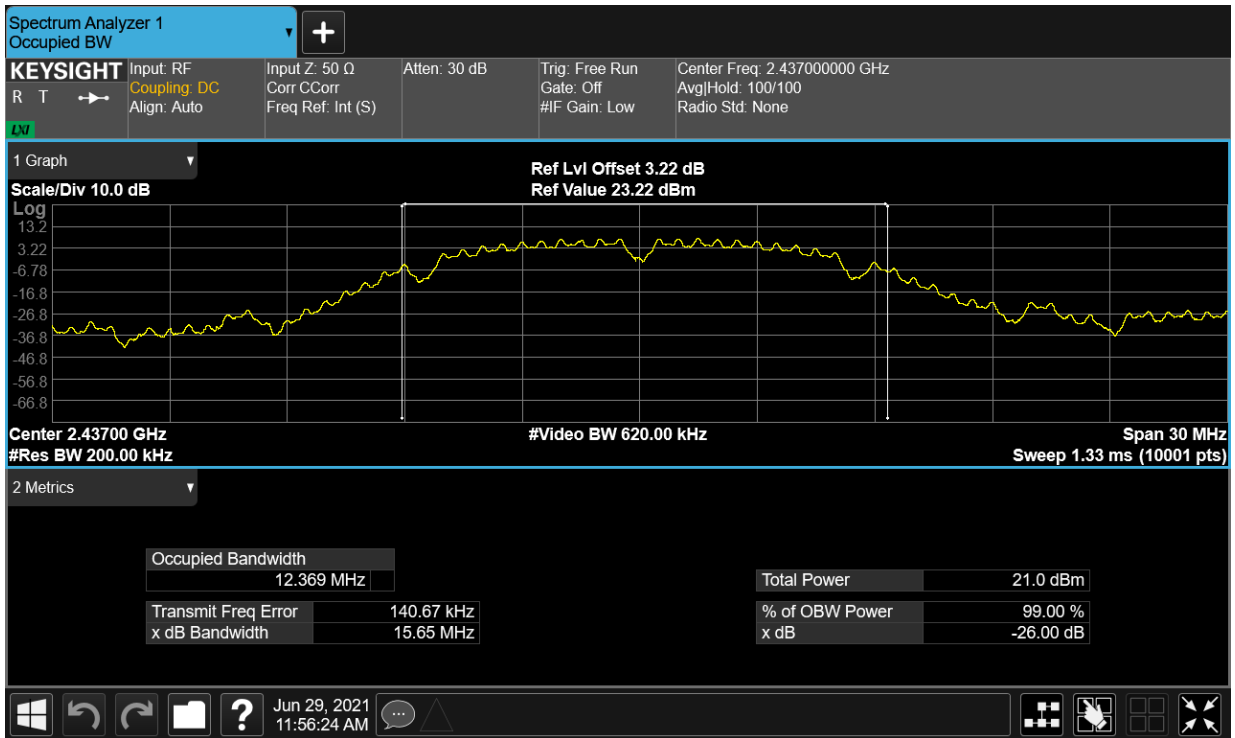 Spectrum Analyzer 1
Occupied BW
KEYSIGHT
R T
LXI
Input: RF
Coupling: DC
Align: Auto
Input Z: 50 Ω
Corr CCorr
Freq Ref: Int (S)
Atten: 30 dB
Trig: Free Run
Gate: Off
#IF Gain: Low
Center Freq: 2.437000000 GHz
Avg|Hold: 100/100
Radio Std: None
1 Graph
Scale/Div 10.0 dB
Ref Lvl Offset 3.22 dB
Ref Value 23.22 dBm
Log
13.2
3.22
-6.78
-16.8
-26.8
-36.8
-46.8
-56.8
-66.8
Center 2.43700 GHz
#Video BW 620.00 kHz
Span 30 MHz
#Res BW 200.00 kHz
Sweep 1.33 ms (10001 pts)
2 Metrics
Occupied Bandwidth
12.369 MHz
Transmit Freq Error 140.67 kHz
x dB Bandwidth 15.65 MHz
Total Power 21.0 dBm
% of OBW Power 99.00 %
x dB -26.00 dB
Jun 29, 2021
11:56:24 AM